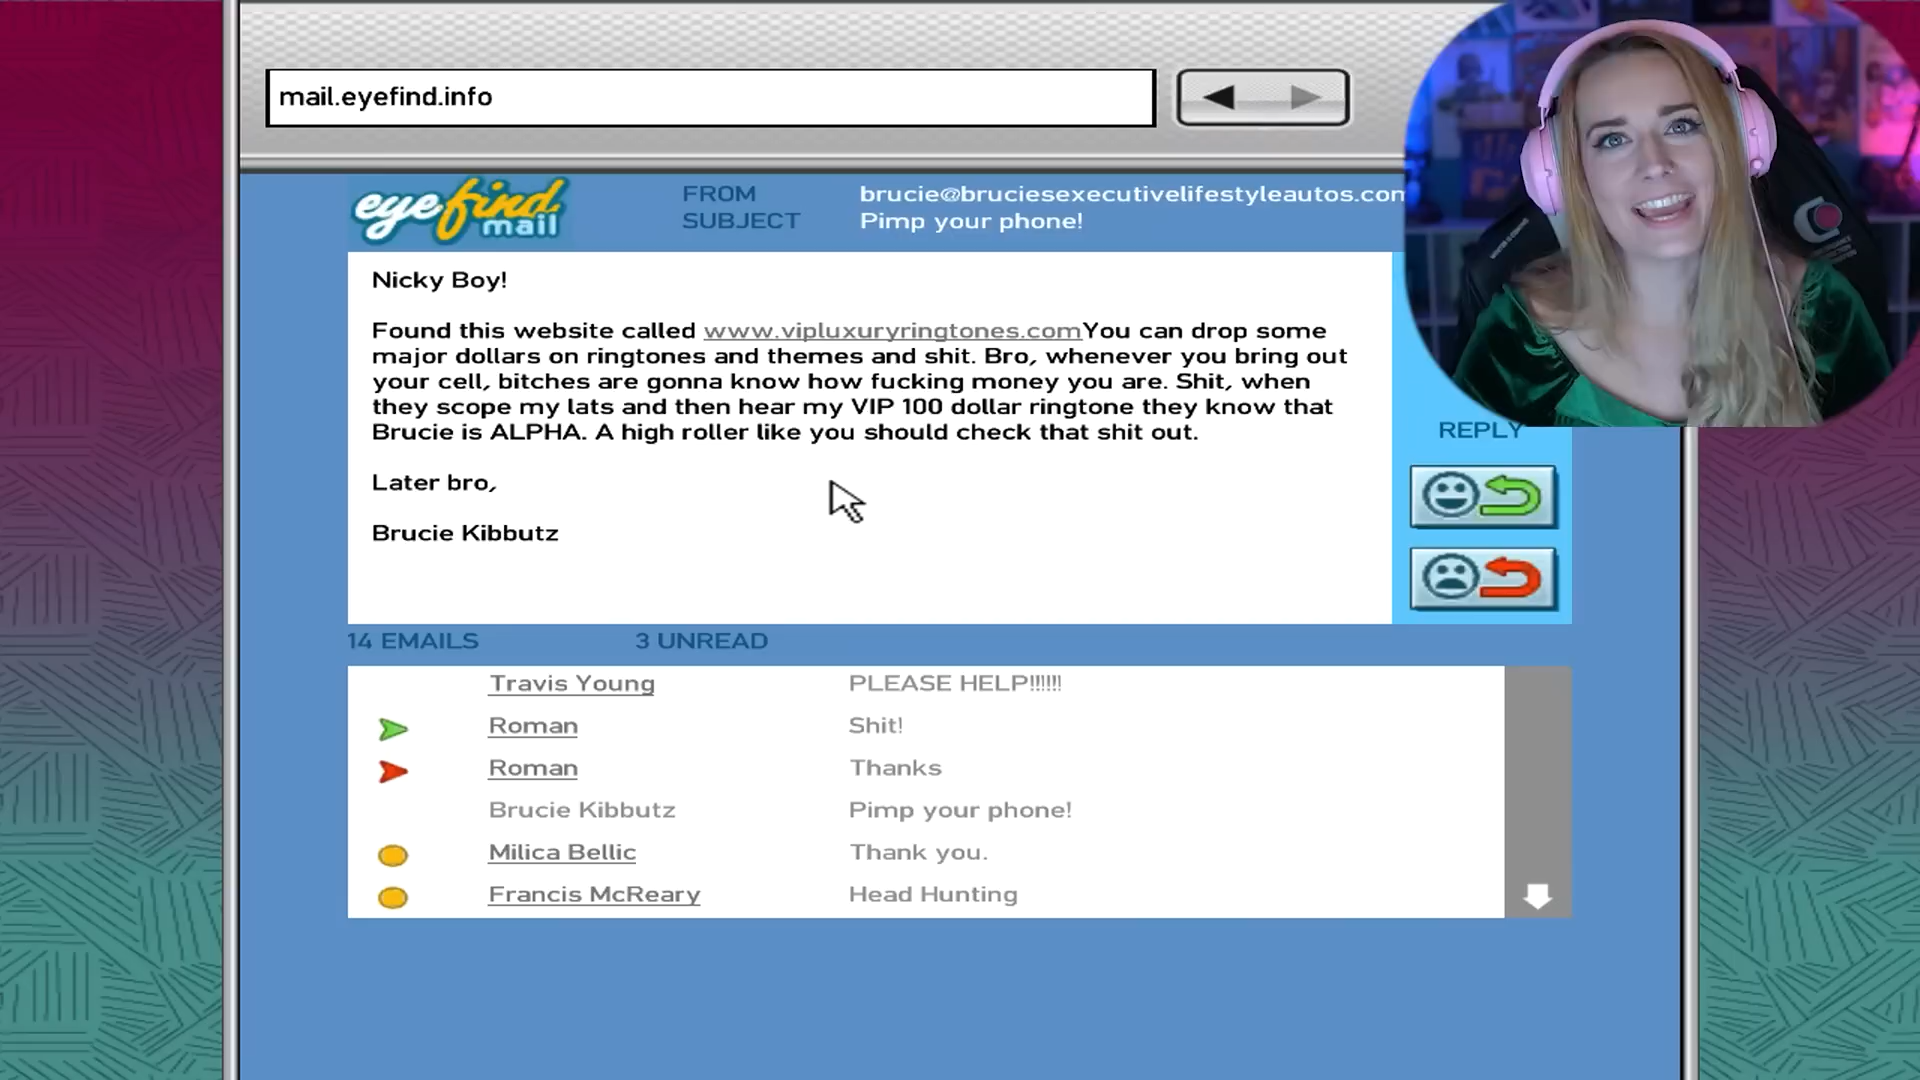 mail.eyefind.info
eyefind mail
FROM brucie@bruciesexecutivelifestyleautos.com
SUBJECT Pimp your phone!
Nicky Boy!
Found this website called www.vipluxuryringtones.comYou can drop some
major dollars on ringtones and themes and shit. Bro, whenever you bring out
your cell, bitches are gonna know how fucking money you are. Shit, when
they scope my lats and then hear my VIP 100 dollar ringtone they know that
Brucie is ALPHA. A high roller like you should check that shit out.
Later bro,
Brucie Kibbutz
REPLY
14 EMAILS 3 UNREAD
Travis Young PLEASE HELP!!!!!!
Roman Shit!
Roman Thanks
Brucie Kibbutz Pimp your phone!
Milica Bellic Thank you.
Francis McReary Head Hunting